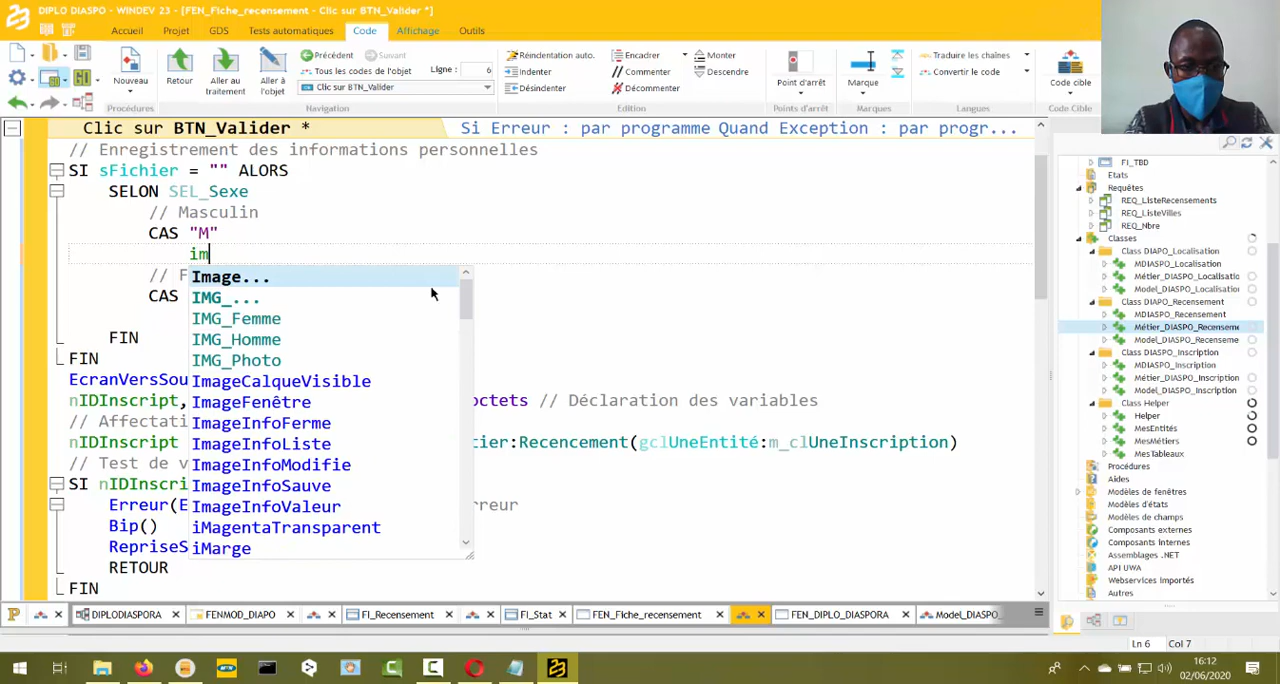 DIPLO DIASPO - WINDEV 23 - [FEN_Fiche_recensement - Clic sur BTN_Valider *]
Accueil Projet GDS Tests automatiques Code Affichage Outils
Précédent Suivant
Tous les codes de l'objet Ligne : 6
Clic sur BTN_Valider
Nouveau Retour Aller au traitement Aller à l'objet
Réindentation auto. Encadrer Monter
Indenter Commenter Descendre
Désindenter Décommenter
Point d'arrêt Marque
Traduire les chaînes
Convertir le code
Code cible
Procédures Navigation Edition Points d'arrêt Marques Langues Code Cible
Clic sur BTN_Valider * Si Erreur : par programme Quand Exception : par progr...
// Enregistrement des informations personnelles
SI sFichier = "" ALORS
SELON SEL_Sexe
// Masculin
CAS "M"
im
// F
CAS
FIN
FIN
EcranVersSou
nIDInscript, octets // Déclaration des variables
// Affectati
nIDInscript tier:Recencement(gclUneEntité:m_clUneInscription)
// Test de v
SI nIDInscri
Erreur(E rreur
Bip()
RepriseS
RETOUR
FIN
Image...
IMG_...
IMG_Femme
IMG_Homme
IMG_Photo
ImageCalqueVisible
ImageFenêtre
ImageInfoFerme
ImageInfoListe
ImageInfoModifie
ImageInfoSauve
ImageInfoValeur
iMagentaTransparent
iMarge
FI_TBD
Etats
Requêtes
REQ_ListeRecensements
REQ_ListeVilles
REQ_Nbre
Classes
Class DIAPO_Localisation
MDIASPO_Localisation
Métier_DIASPO_Localisatio
Model_DIASPO_Localisation
Class DIAPO_Recensement
MDIASPO_Recensement
Métier_DIASPO_Recenseme
Model_DIASPO_Recenseme
Class DIASPO_Inscription
MDIASPO_Inscription
Métier_DIASPO_Inscription
Model_DIASPO_Inscription
Class Helper
Helper
MesEntités
MesMétiers
MesTableaux
Procédures
Aides
Modèles de fenêtres
Modèles d'états
Modèles de champs
Composants externes
Composants internes
Assemblages .NET
API UWA
Webservices importés
Autres
DIPLODIASPORA FENMOD_DIAPO FI_Recensement FI_Stat FEN_Fiche_recensement FEN_DIPLO_DIASPORA Model_DIASPO
Ln 6 Col 7
MTN
16:12
02/06/2020